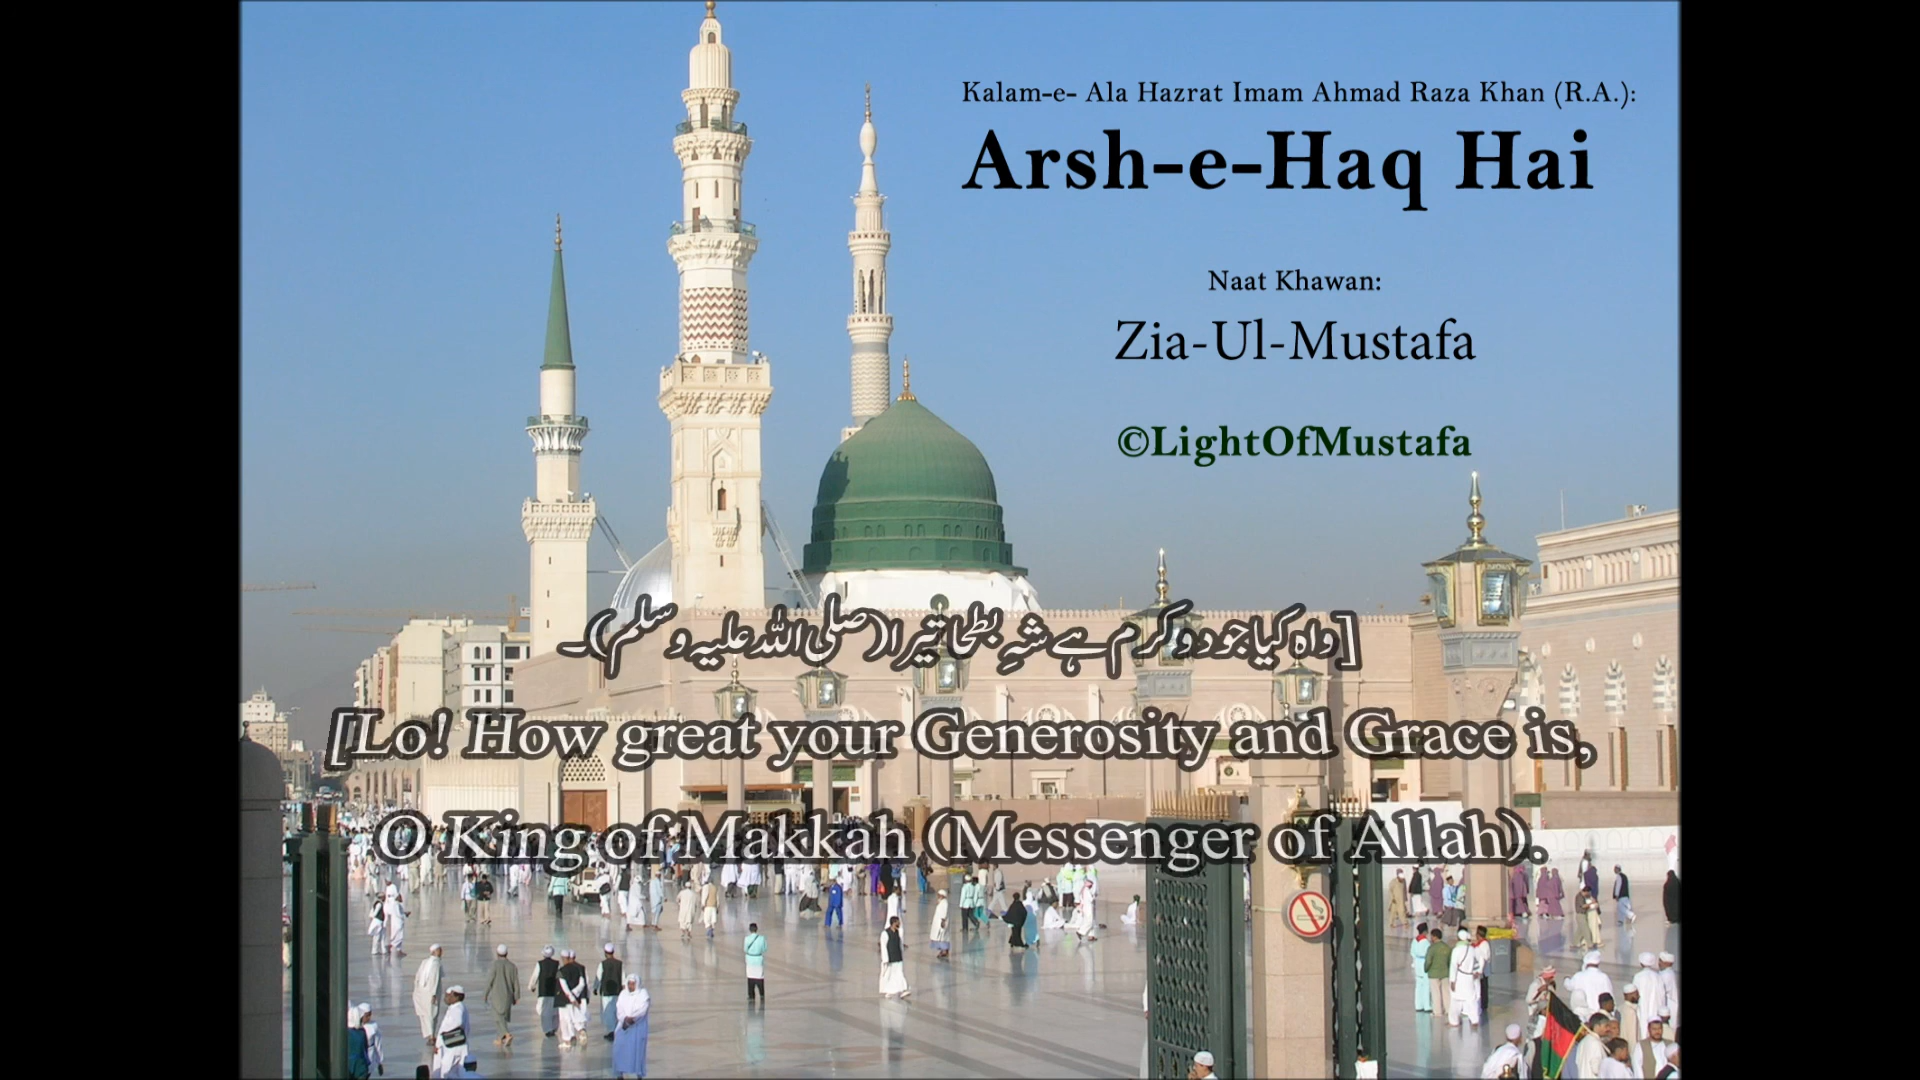 Kalam-e- Ala Hazrat Imam Ahmad Raza Khan (R.A.):
Arsh-e-Haq Hai
Naat Khawan:
Zia-Ul-Mustafa
©LightOfMustafa
[واہ کیا جود و کرم ہے شہِ بطحا تیرا (صلی اللہ علیہ وسلم)۔
[Lo! How great your Generosity and Grace is,
O King of Makkah (Messenger of Allah).